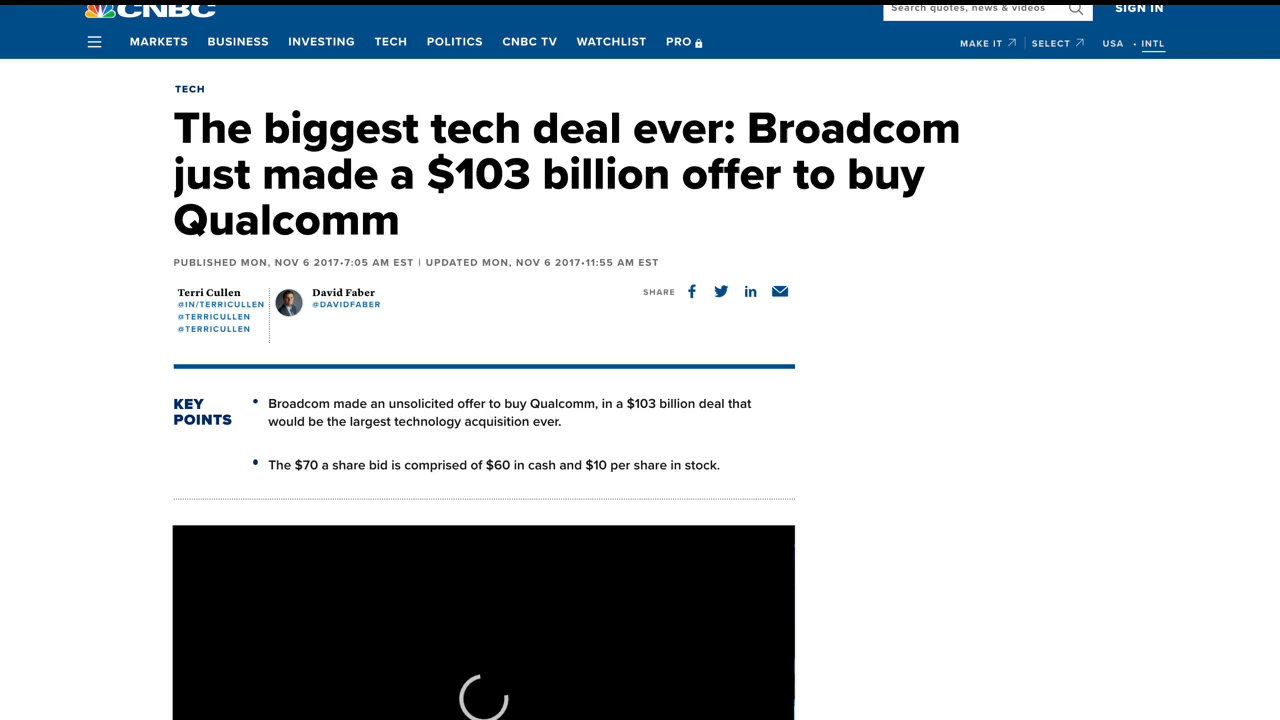 CNBC
Search quotes, news & videos
SIGN IN
MARKETS BUSINESS INVESTING TECH POLITICS CNBC TV WATCHLIST PRO
MAKE IT SELECT USA • INTL
TECH
The biggest tech deal ever: Broadcom
just made a $103 billion offer to buy
Qualcomm
PUBLISHED MON, NOV 6 2017•7:05 AM EST | UPDATED MON, NOV 6 2017•11:55 AM EST
Terri Cullen
@IN/TERRICULLEN
@TERRICULLEN
@TERRICULLEN
David Faber
@DAVIDFABER
SHARE
KEY
POINTS
• Broadcom made an unsolicited offer to buy Qualcomm, in a $103 billion deal that
would be the largest technology acquisition ever.
• The $70 a share bid is comprised of $60 in cash and $10 per share in stock.